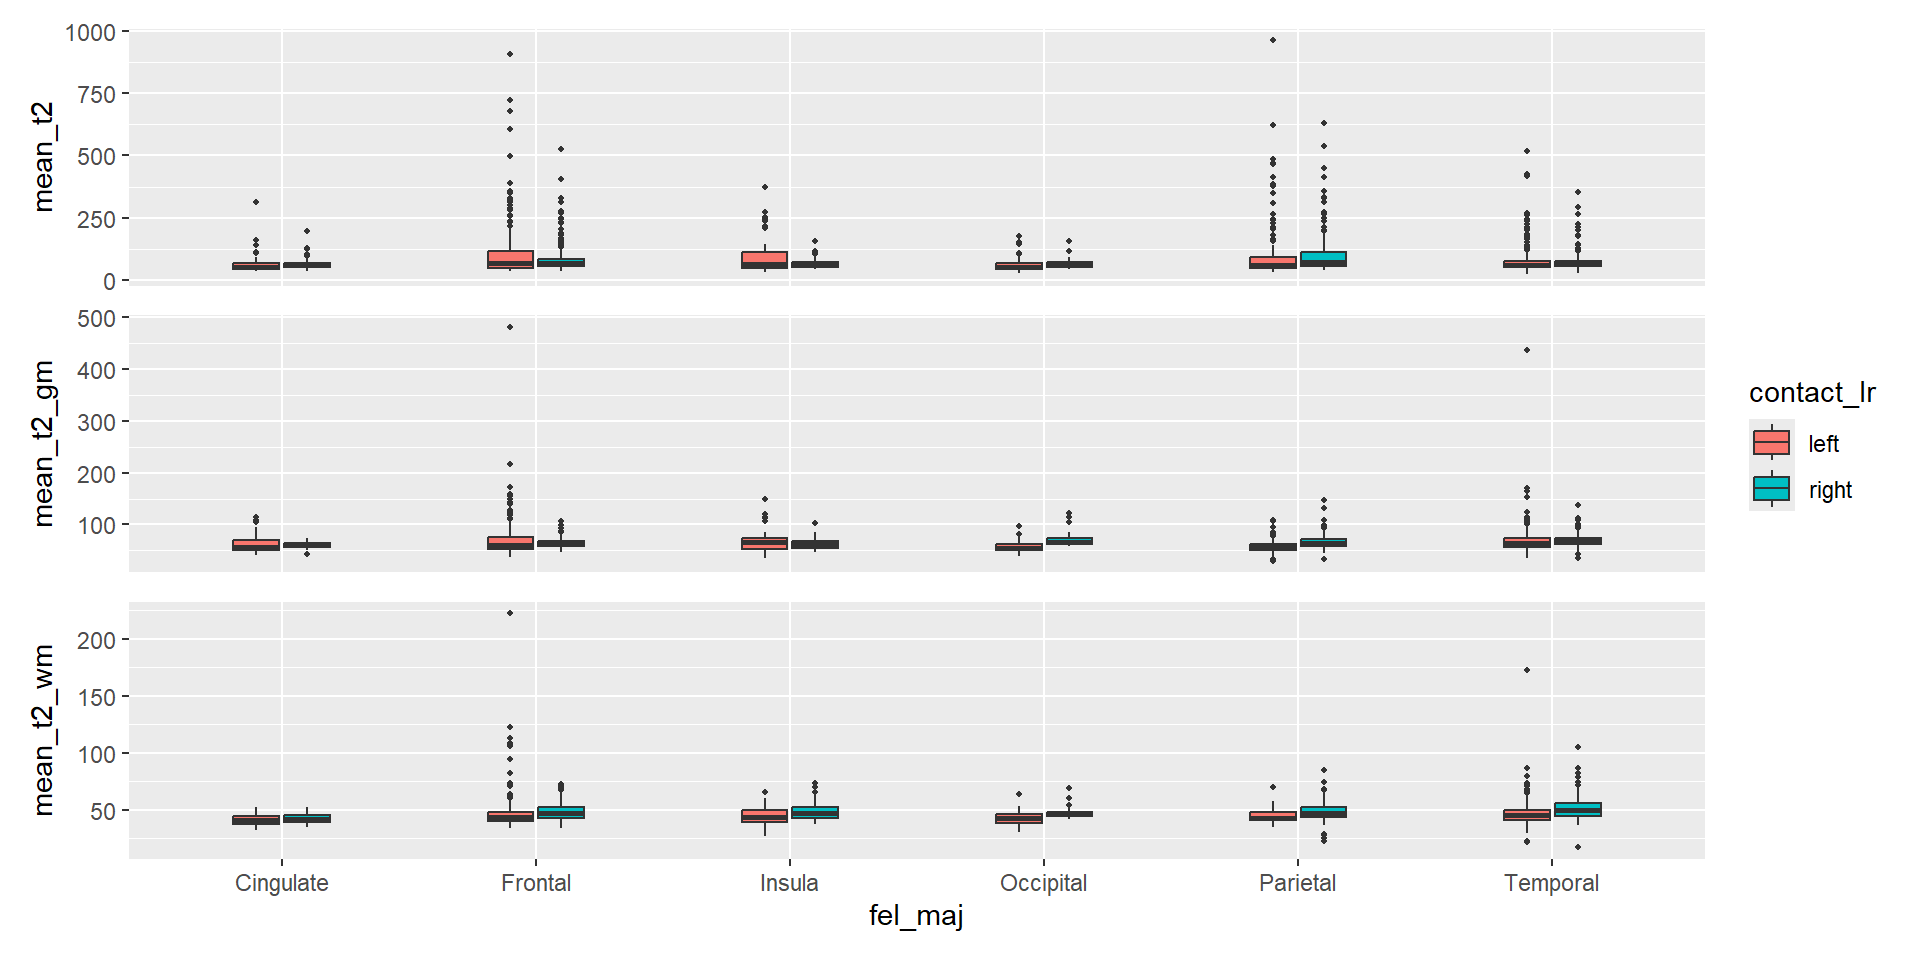 mean_t2
1000
750
500
250
0
mean_t2_gm
500
400
300
200
100
mean_t2_wm
200
150
100
50
Cingulate
Frontal
Insula
Occipital
Parietal
Temporal
fel_maj
contact_lr
left
right